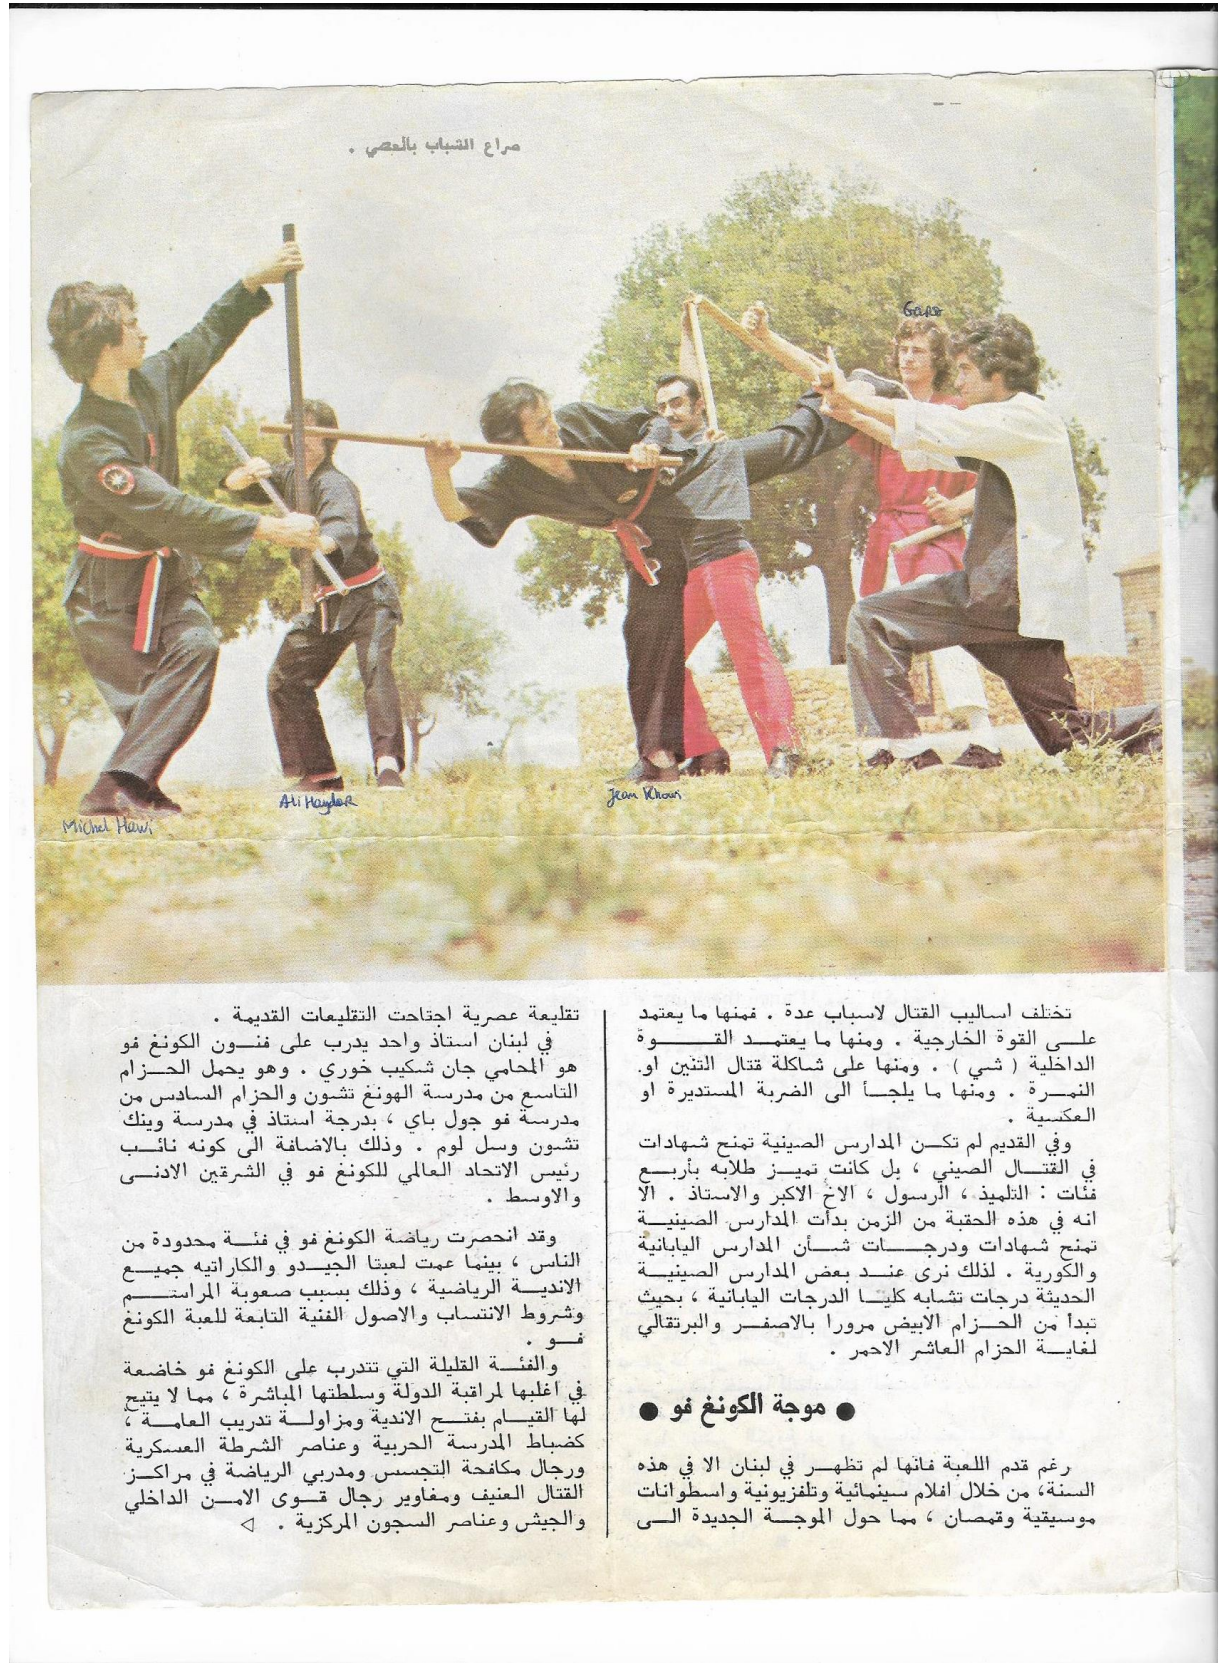 صراع الشباب بالعصي .
Garo
Michel Hawi
Ali Haydar
Jean Khouri
تختلف اساليب القتال لاسباب عدة . فمنها ما يعتمد
على القوة الخارجية . ومنها ما يعتمد القوة
الداخلية ( شي ) . ومنها على شاكلة قتال التنين او
النمرة . ومنها ما يلجأ الى الضربة المستديرة او
العكسية .
وفي القديم لم تكن المدارس الصينية تمنح شهادات
في القتال الصيني ، بل كانت تميز طلابه بأربع
فئات : التلميذ ، الرسول ، الاخ الاكبر والاستاذ . الا
انه في هذه الحقبة من الزمن بدأت المدارس الصينية
تمنح شهادات ودرجات شأن المدارس اليابانية
والكورية . لذلك نرى عند بعض المدارس الصينية
الحديثة درجات تشابه كليا الدرجات اليابانية ، بحيث
تبدأ من الحزام الابيض مرورا بالاصفر والبرتقالي
لغاية الحزام العاشر الاحمر .
● موجة الكونغ فو ●
رغم قدم اللعبة فانها لم تظهر في لبنان الا في هذه
السنة، من خلال افلام سينمائية وتلفزيونية واسطوانات
موسيقية وقمصان ، مما حول الموجة الجديدة الى
تقليعة عصرية اجتاحت التقليعات القديمة .
في لبنان استاذ واحد يدرب على فنون الكونغ فو
هو المحامي جان شكيب خوري . وهو يحمل الحزام
التاسع من مدرسة الهونغ تشون والحزام السادس من
مدرسة فو جول باي ، بدرجة استاذ في مدرسة وينك
تشون وسل لوم . وذلك بالاضافة الى كونه نائب
رئيس الاتحاد العالمي للكونغ فو في الشرقين الادنى
والاوسط .
وقد انحصرت رياضة الكونغ فو في فئة محدودة من
الناس ، بينما عمت لعبتا الجيدو والكاراتيه جميع
الاندية الرياضية ، وذلك بسبب صعوبة المراسم
وشروط الانتساب والاصول الفنية التابعة للعبة الكونغ
فو .
والفئة القليلة التي تتدرب على الكونغ فو خاضعة
في اغلبها لمراقبة الدولة وسلطتها المباشرة ، مما لا يتيح
لها القيام بفتح الاندية ومزاولة تدريب العامة ،
كضباط المدرسة الحربية وعناصر الشرطة العسكرية
ورجال مكافحة التجسس ومدربي الرياضة في مراكز
القتال العنيف ومغاوير رجال قوى الامن الداخلي
والجيش وعناصر السجون المركزية . ◁